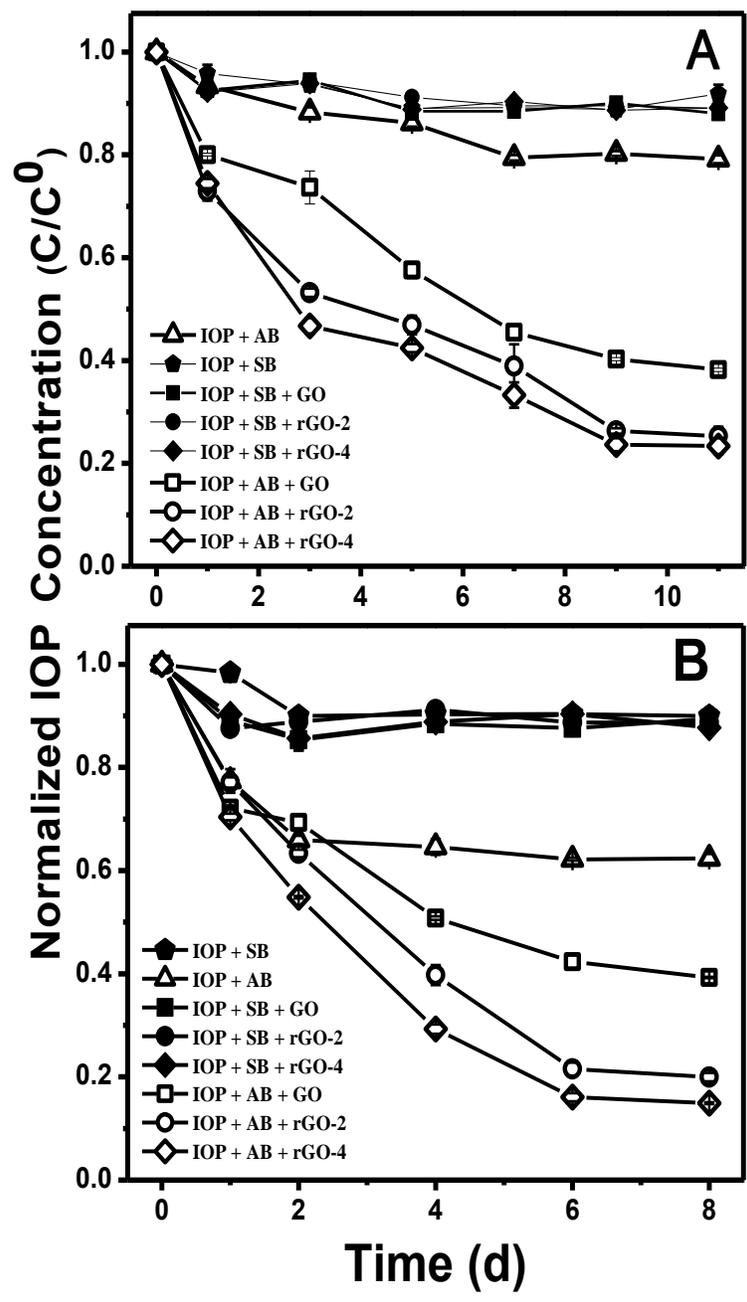 A
1.0
0.8
0.6
0.4
0.2
0.0
IOP + AB
IOP + SB
IOP + SB + GO
IOP + SB + rGO-2
IOP + SB + rGO-4
IOP + AB + GO
IOP + AB + rGO-2
IOP + AB + rGO-4
0 2 4 6 8 10
Normalized IOP Concentration (C/C⁰)
B
1.0
0.8
0.6
0.4
0.2
0.0
IOP + SB
IOP + AB
IOP + SB + GO
IOP + SB + rGO-2
IOP + SB + rGO-4
IOP + AB + GO
IOP + AB + rGO-2
IOP + AB + rGO-4
0 2 4 6 8
Time (d)